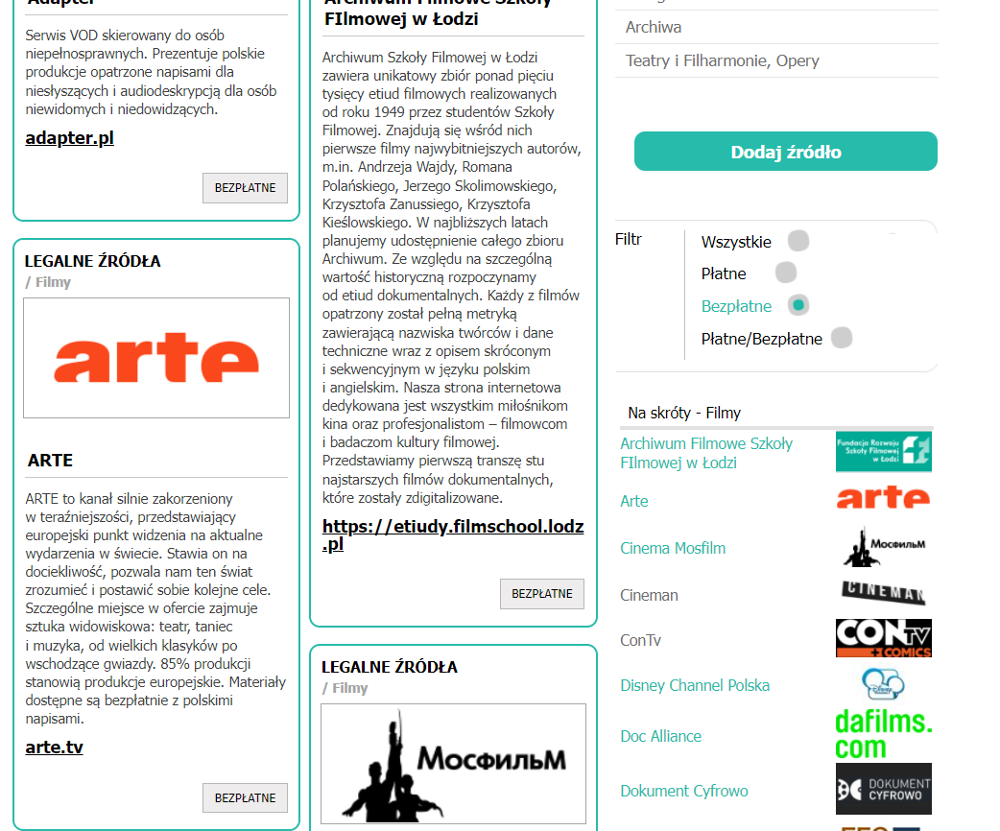 Adapter
Serwis VOD skierowany do osób
niepełnosprawnych. Prezentuje polskie
produkcje opatrzone napisami dla
niesłyszących i audiodeskrypcją dla osób
niewidomych i niedowidzących.
adapter.pl
BEZPŁATNE
LEGALNE ŹRÓDŁA
/ Filmy
arte
ARTE
ARTE to kanał silnie zakorzeniony
w teraźniejszości, przedstawiający
europejski punkt widzenia na aktualne
wydarzenia w świecie. Stawia on na
dociekliwość, pozwala nam ten świat
zrozumieć i postawić sobie kolejne cele.
Szczególne miejsce w ofercie zajmuje
sztuka widowiskowa: teatr, taniec
i muzyka, od wielkich klasyków po
wschodzące gwiazdy. 85% produkcji
stanowią produkcje europejskie. Materiały
dostępne są bezpłatnie z polskimi
napisami.
arte.tv
BEZPŁATNE
Archiwum Filmowe Szkoły
FIlmowej w Łodzi
Archiwum Szkoły Filmowej w Łodzi
zawiera unikatowy zbiór ponad pięciu
tysięcy etiud filmowych realizowanych
od roku 1949 przez studentów Szkoły
Filmowej. Znajdują się wśród nich
pierwsze filmy najwybitniejszych autorów,
m.in. Andrzeja Wajdy, Romana
Polańskiego, Jerzego Skolimowskiego,
Krzysztofa Zanussiego, Krzysztofa
Kieślowskiego. W najbliższych latach
planujemy udostępnienie całego zbioru
Archiwum. Ze względu na szczególną
wartość historyczną rozpoczynamy
od etiud dokumentalnych. Każdy z filmów
opatrzony został pełną metryką
zawierającą nazwiska twórców i dane
techniczne wraz z opisem skróconym
i sekwencyjnym w języku polskim
i angielskim. Nasza strona internetowa
dedykowana jest wszystkim miłośnikom
kina oraz profesjonalistom – filmowcom
i badaczom kultury filmowej.
Przedstawiamy pierwszą transzę stu
najstarszych filmów dokumentalnych,
które zostały zdigitalizowane.
https://etiudy.filmschool.lodz
.pl
BEZPŁATNE
LEGALNE ŹRÓDŁA
/ Filmy
МосфильМ
Archiwa
Teatry i Filharmonie, Opery
Dodaj źródło
Filtr
Wszystkie
Płatne
Bezpłatne
Płatne/Bezpłatne
Na skróty - Filmy
Archiwum Filmowe Szkoły
FIlmowej w Łodzi
Fundacja Rozwoju
Szkoły Filmowej
w Łodzi
Arte
arte
Cinema Mosfilm
МосфильМ
Cineman
CINEMAN
ConTv
CONTV
+COMICS
Disney Channel Polska
Doc Alliance
dafilms.
com
Dokument Cyfrowo
DOKUMENT
CYFROWO